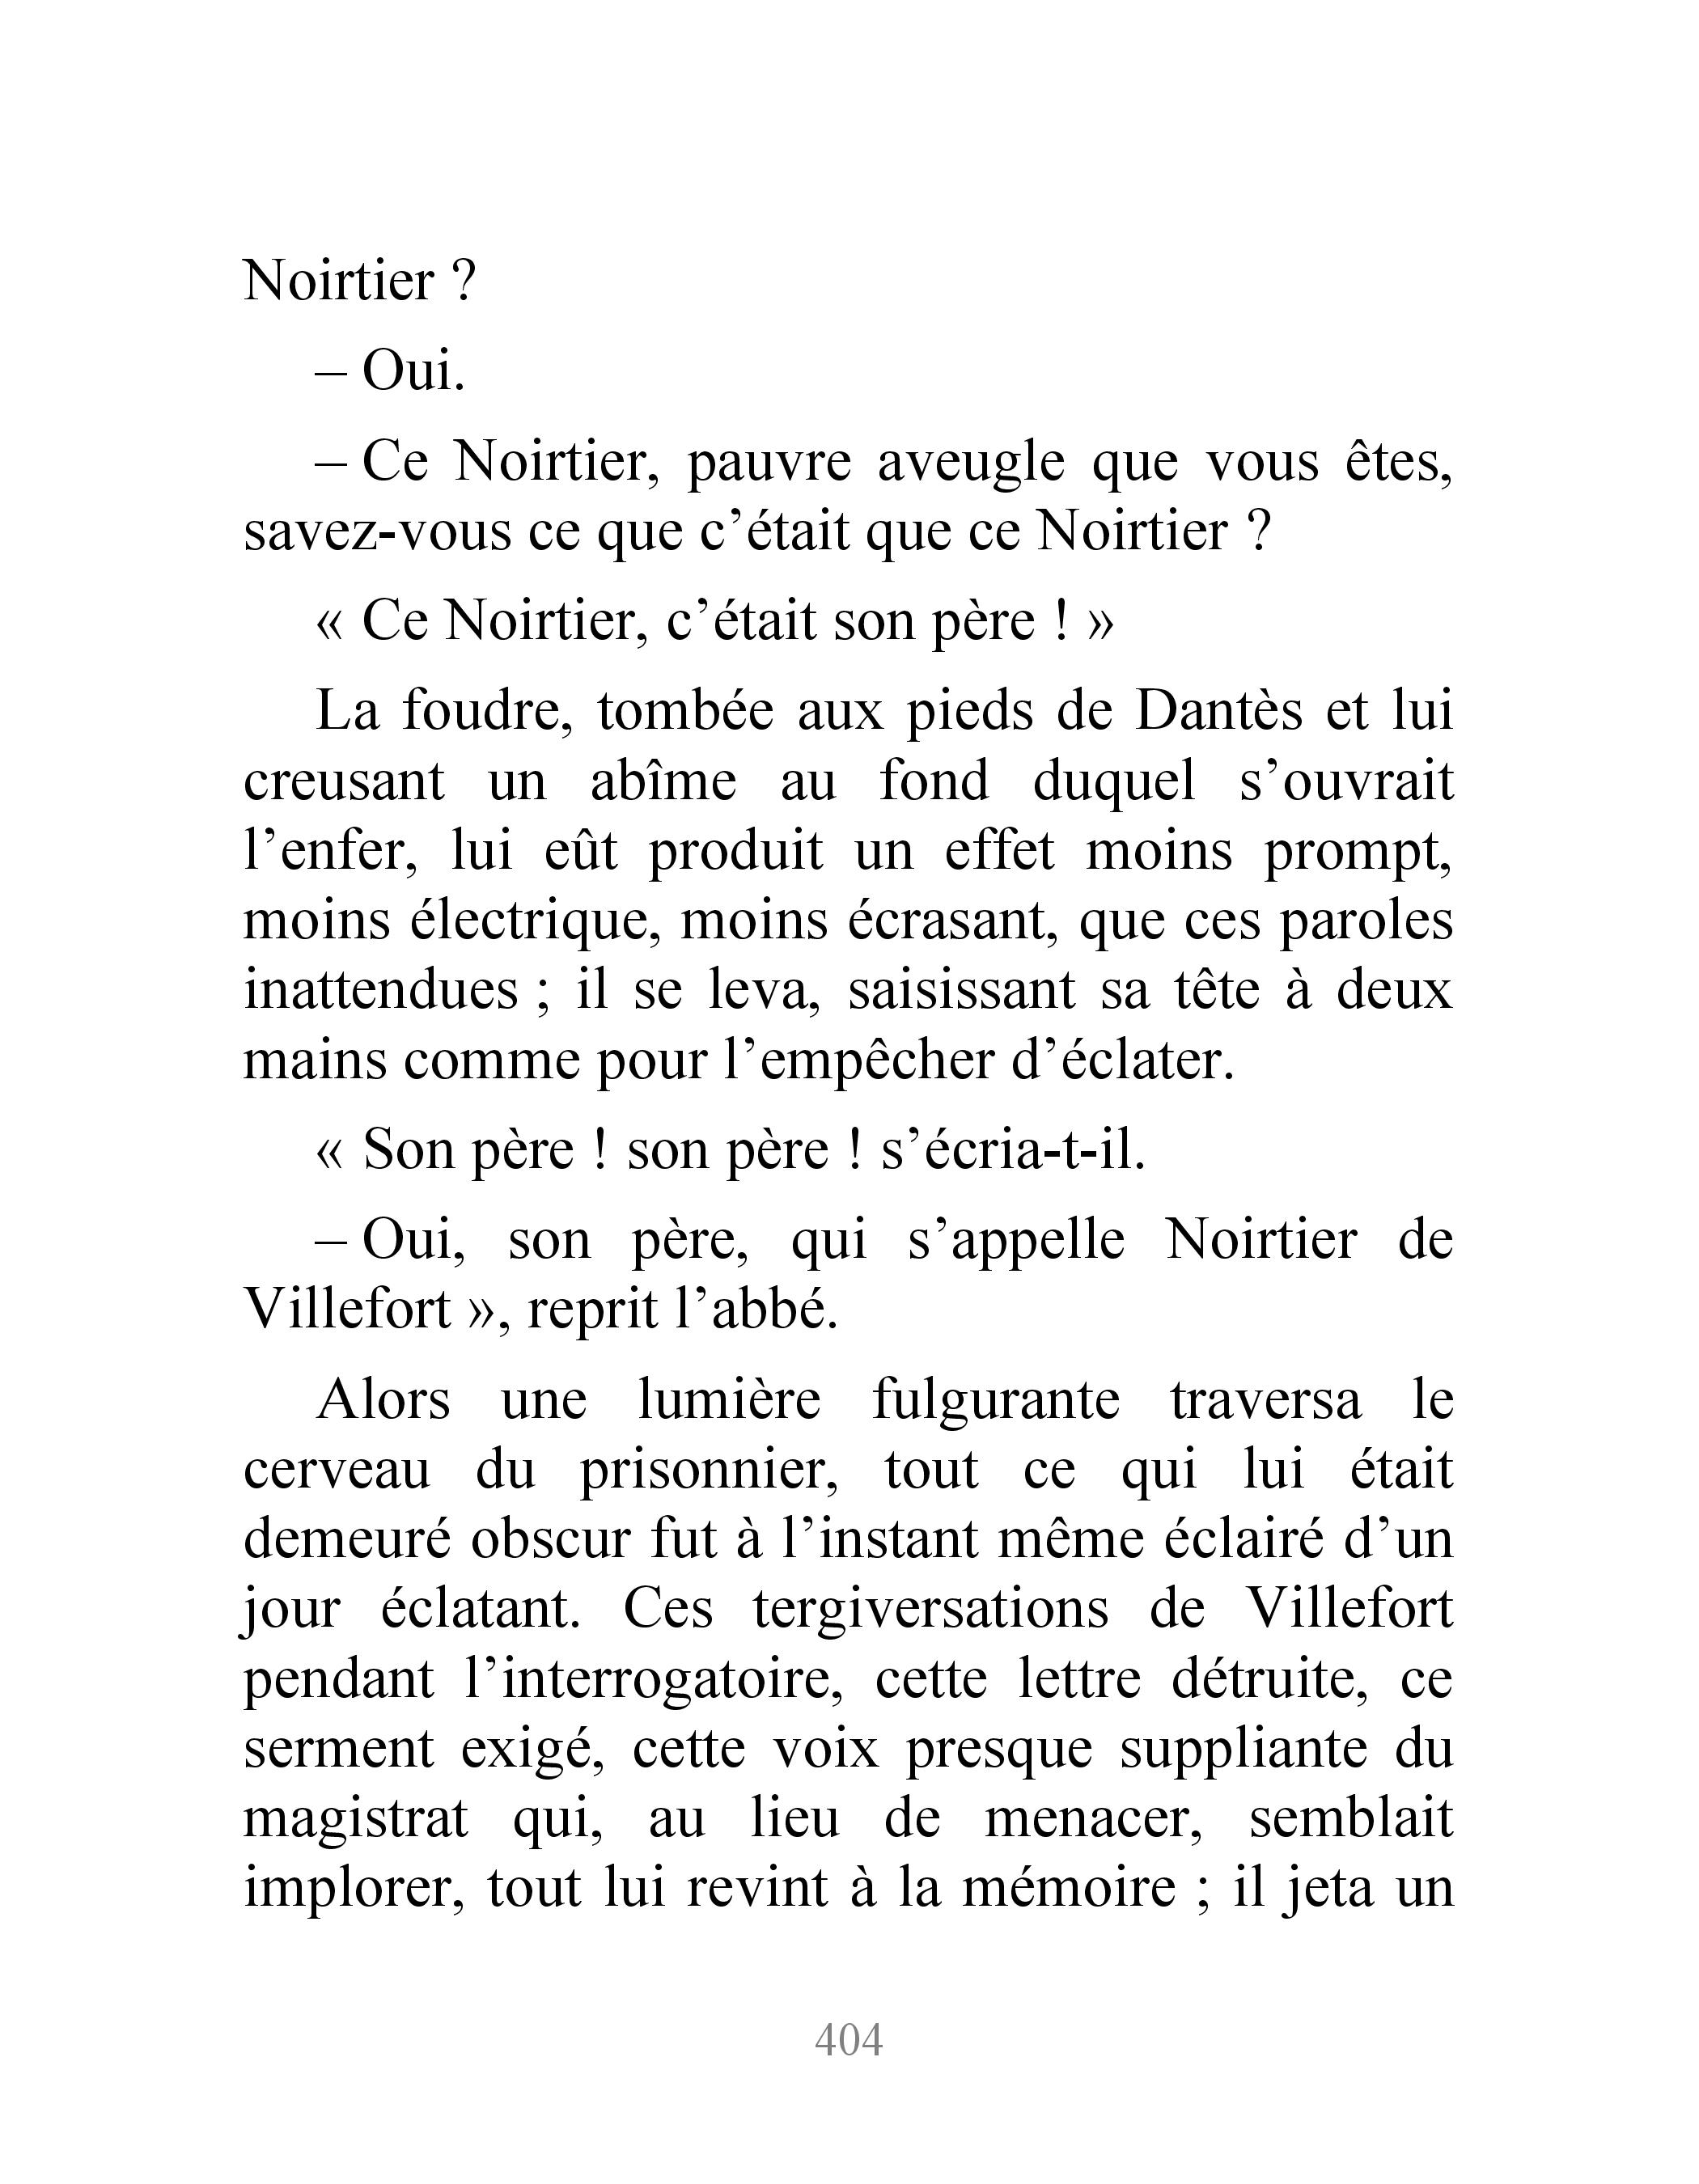 Noirtier ?
– Oui.
– Ce Noirtier, pauvre aveugle que vous êtes,
savez-vous ce que c’était que ce Noirtier ?
« Ce Noirtier, c’était son père ! »
La foudre, tombée aux pieds de Dantès et lui
creusant un abîme au fond duquel s’ouvrait
l’enfer, lui eût produit un effet moins prompt,
moins électrique, moins écrasant, que ces paroles
inattendues ; il se leva, saisissant sa tête à deux
mains comme pour l’empêcher d’éclater.
« Son père ! son père ! s’écria-t-il.
– Oui, son père, qui s’appelle Noirtier de
Villefort », reprit l’abbé.
Alors une lumière fulgurante traversa le
cerveau du prisonnier, tout ce qui lui était
demeuré obscur fut à l’instant même éclairé d’un
jour éclatant. Ces tergiversations de Villefort
pendant l’interrogatoire, cette lettre détruite, ce
serment exigé, cette voix presque suppliante du
magistrat qui, au lieu de menacer, semblait
implorer, tout lui revint à la mémoire ; il jeta un
404